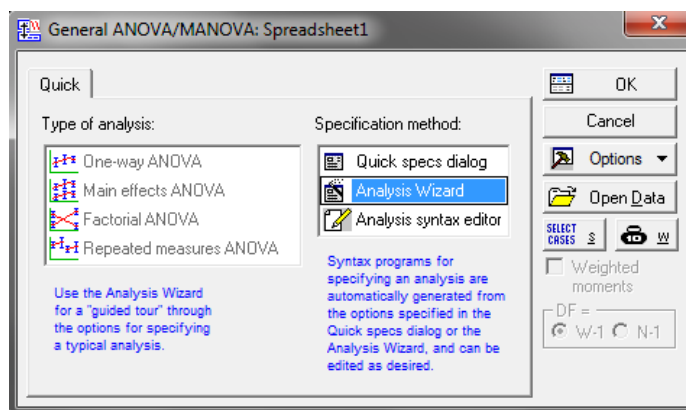 General ANOVA/MANOVA: Spreadsheet1
Quick
Type of analysis:
One-way ANOVA
Main effects ANOVA
Factorial ANOVA
Repeated measures ANOVA
Use the Analysis Wizard
for a "guided tour" through
the options for specifying
a typical analysis.
Specification method:
Quick specs dialog
Analysis Wizard
Analysis syntax editor
Syntax programs for
specifying an analysis are
automatically generated from
the options specified in the
Quick specs dialog or the
Analysis Wizard, and can be
edited as desired.
OK
Cancel
Options
Open Data
SELECT
CASES S
W
Weighted
moments
DF =
W-1 N-1